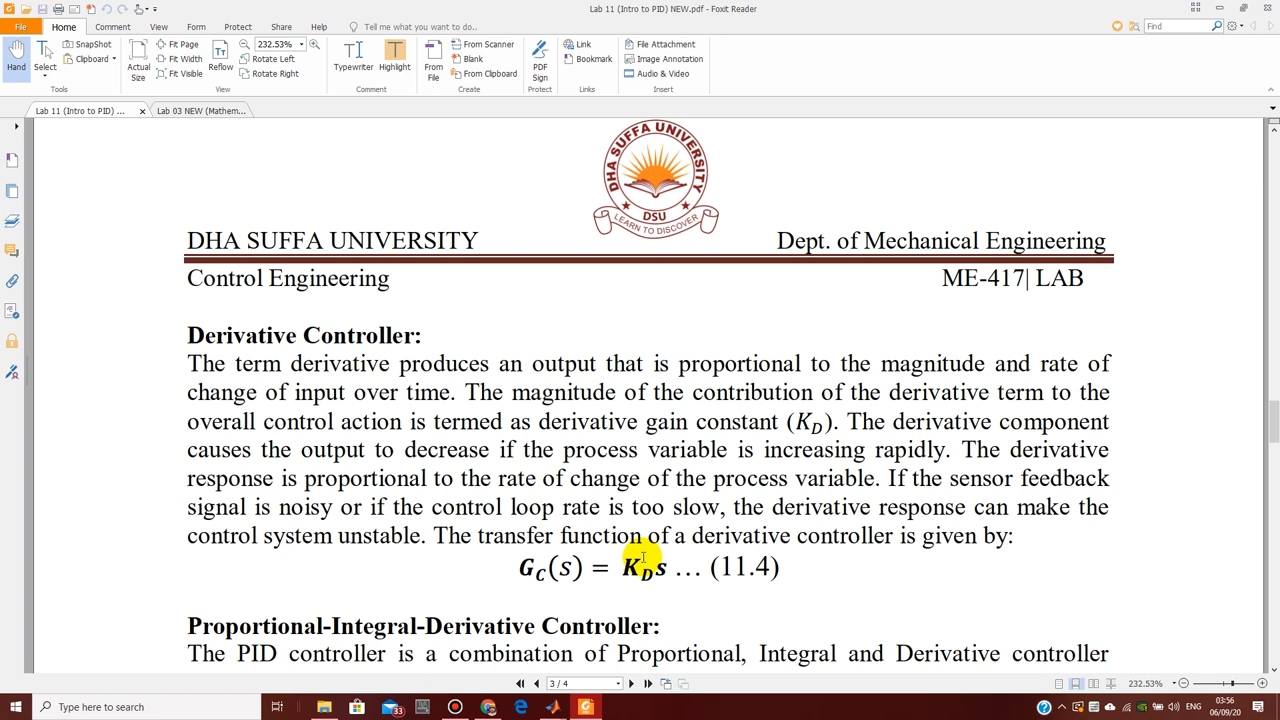 Lab 11 (Intro to PID) NEW.pdf - Foxit Reader
File Home Comment View Form Protect Share Help Tell me what you want to do... Find
Hand Select SnapShot Clipboard Tools
Actual Size Fit Page Fit Width Fit Visible Reflow 232.53% Rotate Left Rotate Right View
Typewriter Highlight Comment
From File From Scanner Blank From Clipboard Create
PDF Sign Protect
Link Bookmark Links
File Attachment Image Annotation Audio & Video Insert
Lab 11 (Intro to PID) ... Lab 03 NEW (Mathem...
DHA SUFFA UNIVERSITY
DSU
LEARN TO DISCOVER
DHA SUFFA UNIVERSITY Dept. of Mechanical Engineering
Control Engineering ME-417| LAB
Derivative Controller:
The term derivative produces an output that is proportional to the magnitude and rate of
change of input over time. The magnitude of the contribution of the derivative term to the
overall control action is termed as derivative gain constant (K_D). The derivative component
causes the output to decrease if the process variable is increasing rapidly. The derivative
response is proportional to the rate of change of the process variable. If the sensor feedback
signal is noisy or if the control loop rate is too slow, the derivative response can make the
control system unstable. The transfer function of a derivative controller is given by:
G_C(s) = K_D s … (11.4)
Proportional-Integral-Derivative Controller:
The PID controller is a combination of Proportional, Integral and Derivative controller
3 / 4 232.53%
Type here to search 33 ENG 03:56
06/09/20